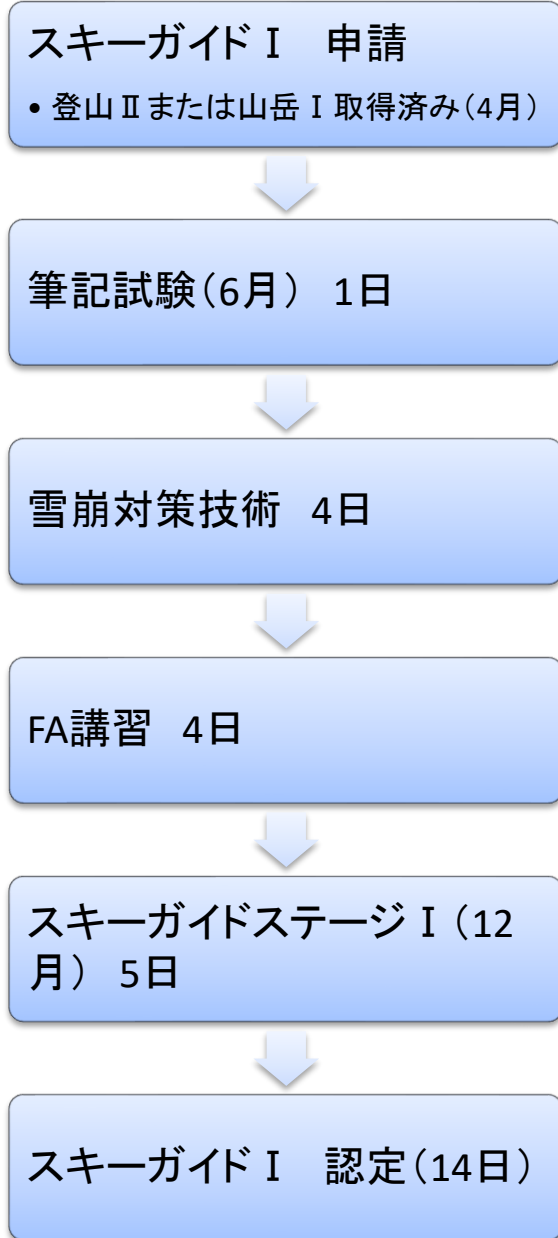 スキーガイドⅠ　申請
• 登山Ⅱまたは山岳Ⅰ取得済み(4月)
筆記試験(6月)　1日
雪崩対策技術　4日
FA講習　4日
スキーガイドステージⅠ(12
月)　5日
スキーガイドⅠ　認定(14日)